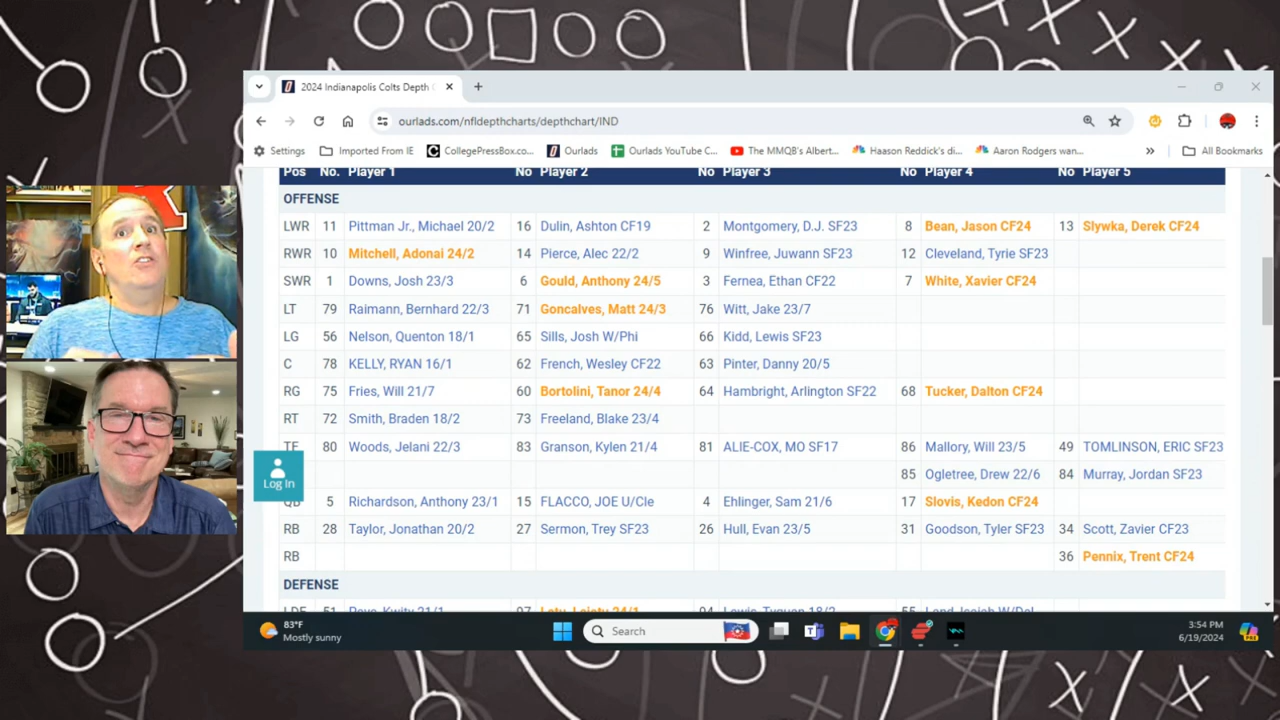 2024 Indianapolis Colts Depth
ourlads.com/nfldepthcharts/depthchart/IND
Settings Imported From IE CollegePressBox.co... Ourlads Ourlads YouTube C... The MMQB's Albert... Haason Reddick's di... Aaron Rodgers wan... » All Bookmarks
Pos No. Player 1 No Player 2 No Player 3 No Player 4 No Player 5
OFFENSE
LWR 11 Pittman Jr., Michael 20/2 16 Dulin, Ashton CF19 2 Montgomery, D.J. SF23 8 Bean, Jason CF24 13 Slywka, Derek CF24
RWR 10 Mitchell, Adonai 24/2 14 Pierce, Alec 22/2 9 Winfree, Juwann SF23 12 Cleveland, Tyrie SF23
SWR 1 Downs, Josh 23/3 6 Gould, Anthony 24/5 3 Fernea, Ethan CF22 7 White, Xavier CF24
LT 79 Raimann, Bernhard 22/3 71 Goncalves, Matt 24/3 76 Witt, Jake 23/7
LG 56 Nelson, Quenton 18/1 65 Sills, Josh W/Phi 66 Kidd, Lewis SF23
C 78 KELLY, RYAN 16/1 62 French, Wesley CF22 63 Pinter, Danny 20/5
RG 75 Fries, Will 21/7 60 Bortolini, Tanor 24/4 64 Hambright, Arlington SF22 68 Tucker, Dalton CF24
RT 72 Smith, Braden 18/2 73 Freeland, Blake 23/4
TE 80 Woods, Jelani 22/3 83 Granson, Kylen 21/4 81 ALIE-COX, MO SF17 86 Mallory, Will 23/5 49 TOMLINSON, ERIC SF23
85 Ogletree, Drew 22/6 84 Murray, Jordan SF23
Log In
QB 5 Richardson, Anthony 23/1 15 FLACCO, JOE U/Cle 4 Ehlinger, Sam 21/6 17 Slovis, Kedon CF24
RB 28 Taylor, Jonathan 20/2 27 Sermon, Trey SF23 26 Hull, Evan 23/5 31 Goodson, Tyler SF23 34 Scott, Zavier CF23
RB 36 Pennix, Trent CF24
DEFENSE
83°F
Mostly sunny
Search
3:54 PM
6/19/2024